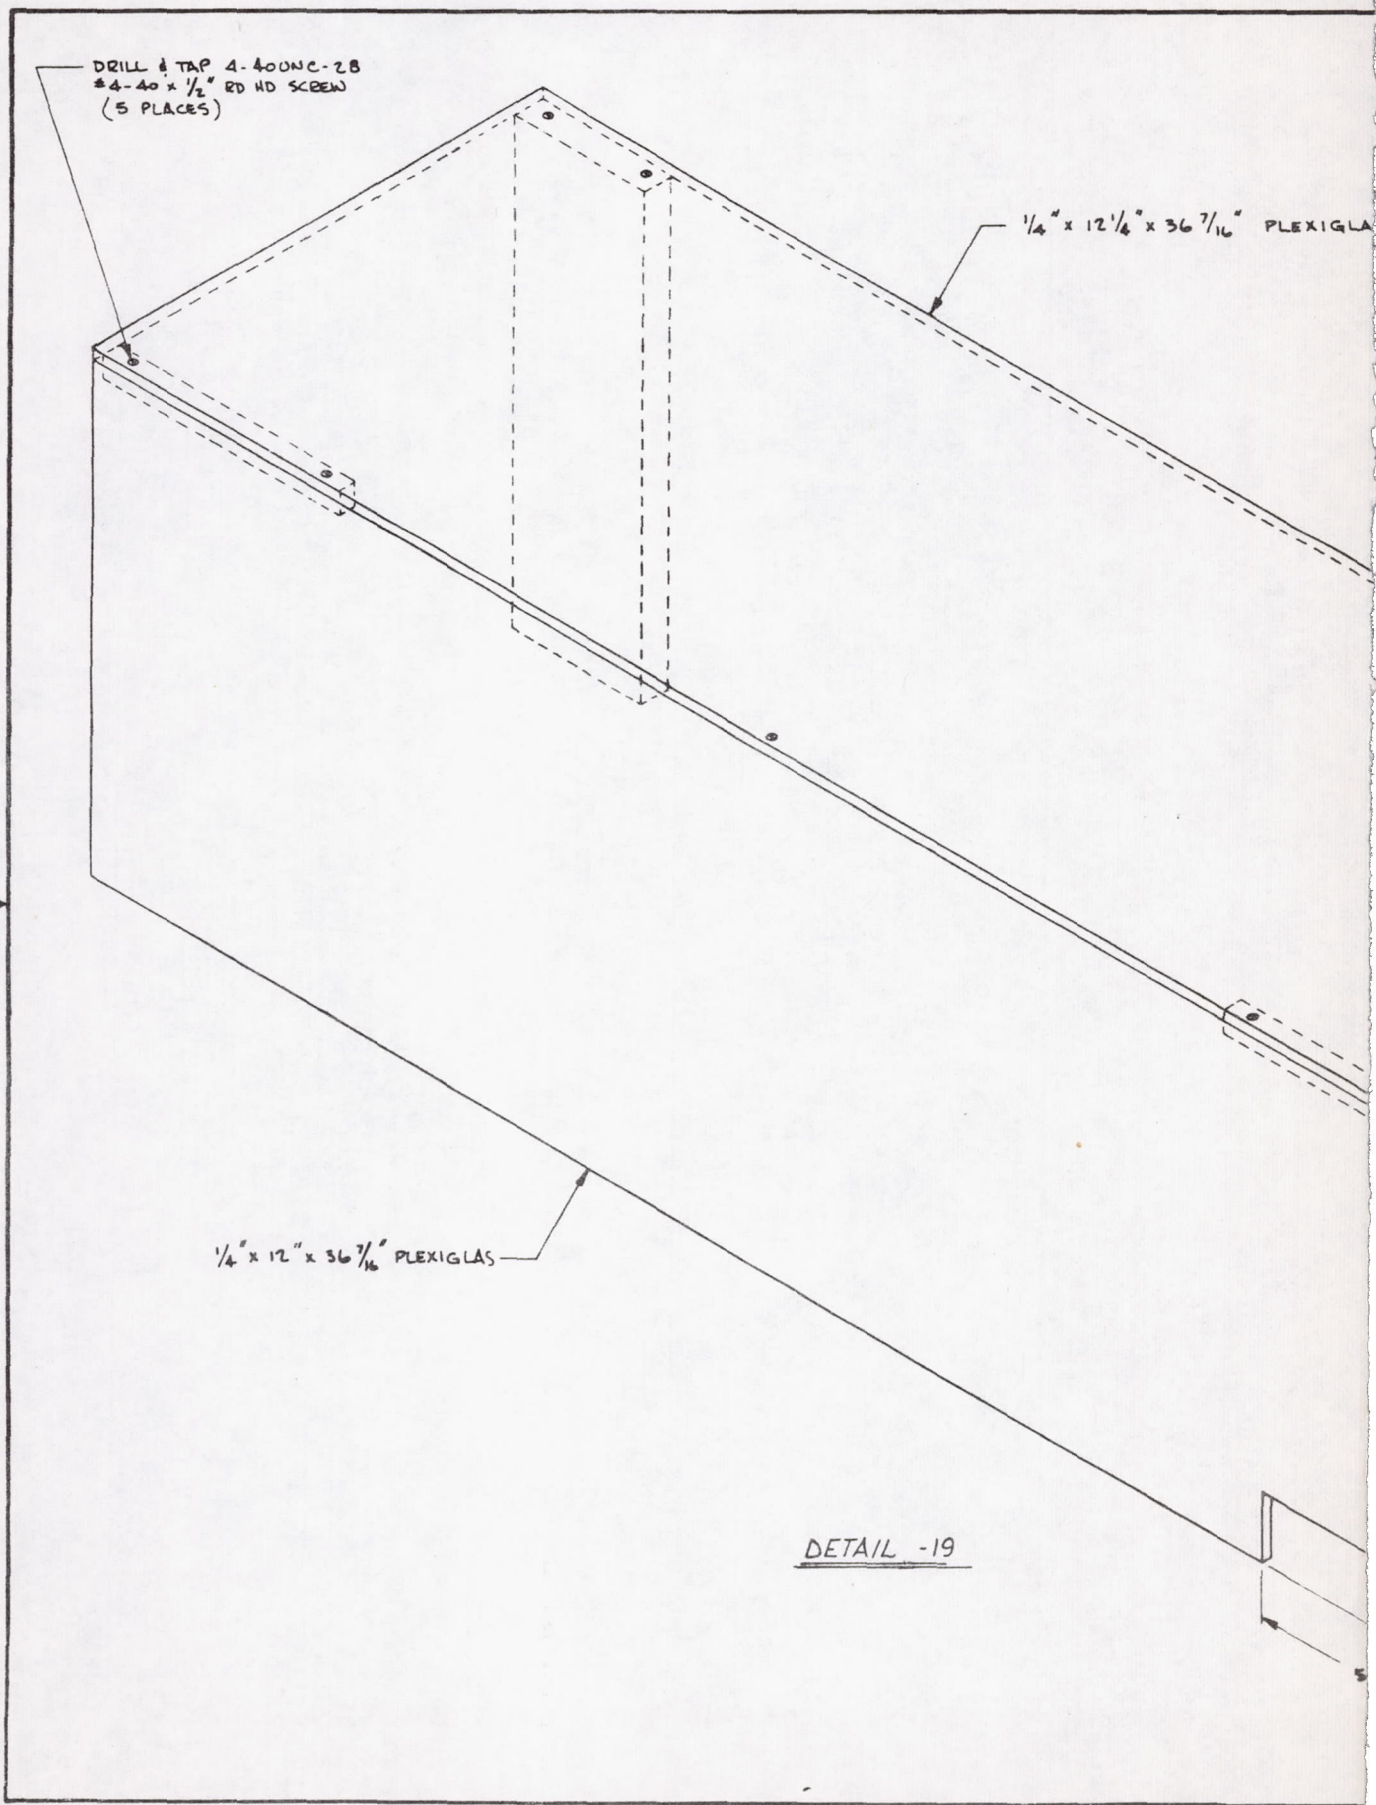 DRILL & TAP 4-40UNC-2B
#4-40 x 1/2" RD HD SCREW
(5 PLACES)
1/4" x 12 1/4" x 36 7/16" PLEXIGLA
1/4" x 12" x 36 7/16" PLEXIGLAS
DETAIL -19
5